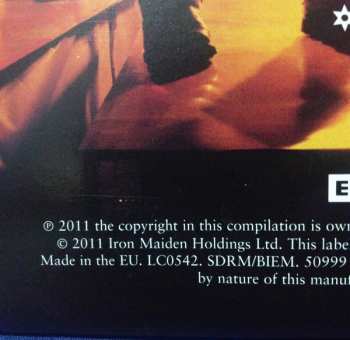 E
℗ 2011 the copyright in this compilation is own
© 2011 Iron Maiden Holdings Ltd. This labe
Made in the EU. LC0542. SDRM/BIEM. 50999
by nature of this manuf